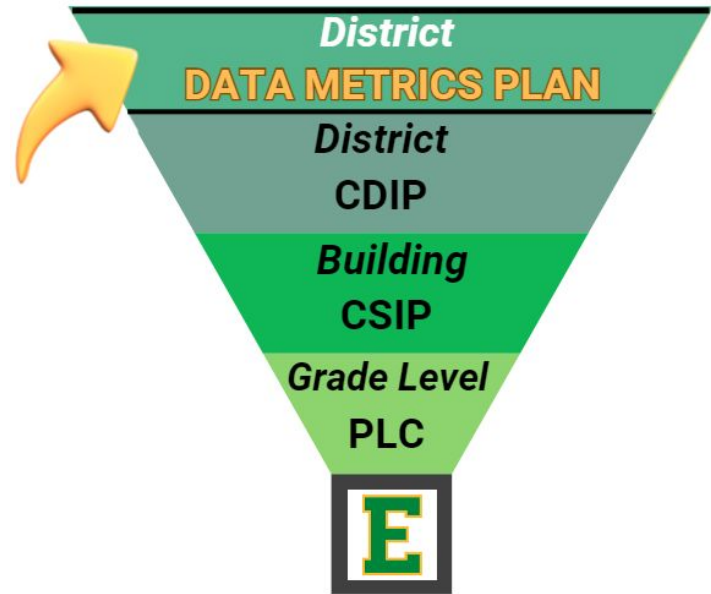 District
DATA METRICS PLAN
District
CDIP
Building
CSIP
Grade Level
PLC
E